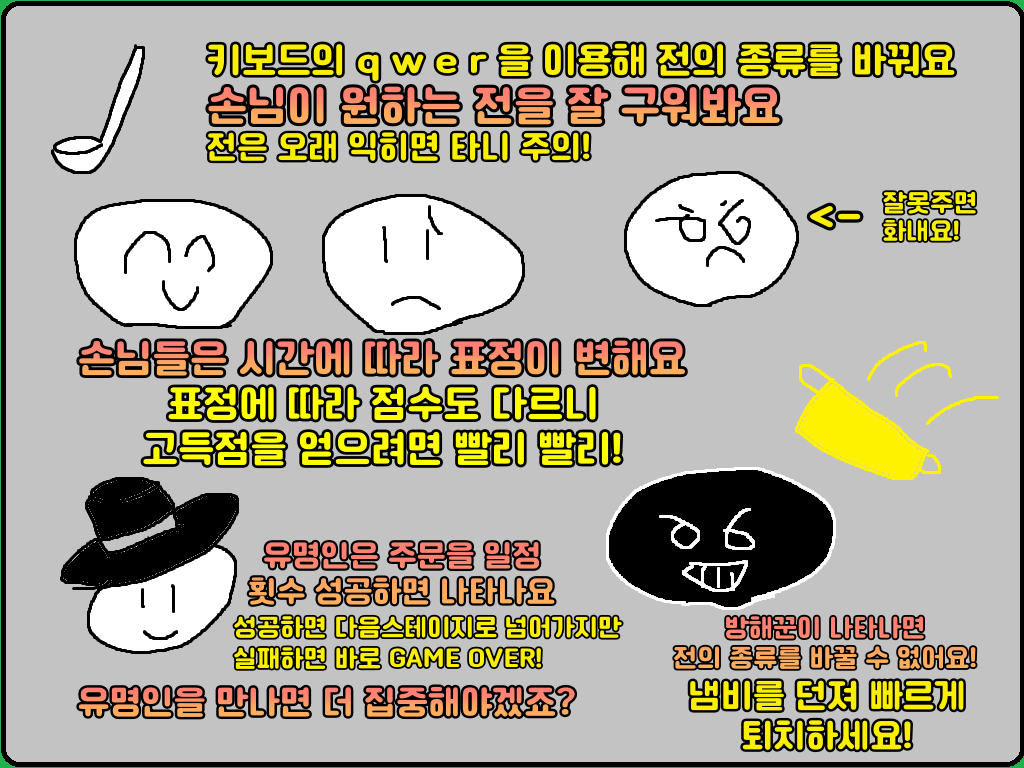 키보드의 q w e r 을 이용해 전의 종류를 바꿔요
손님이 원하는 전을 잘 구워봐요
전은 오래 익히면 타니 주의!
<- 잘못주면
화내요!
손님들은 시간에 따라 표정이 변해요
표정에 따라 점수도 다르니
고득점을 얻으려면 빨리 빨리!
유명인은 주문을 일정
횟수 성공하면 나타나요
성공하면 다음스테이지로 넘어가지만
실패하면 바로 GAME OVER!
유명인을 만나면 더 집중해야겠죠?
방해꾼이 나타나면
전의 종류를 바꿀 수 없어요!
냄비를 던져 빠르게
퇴치하세요!